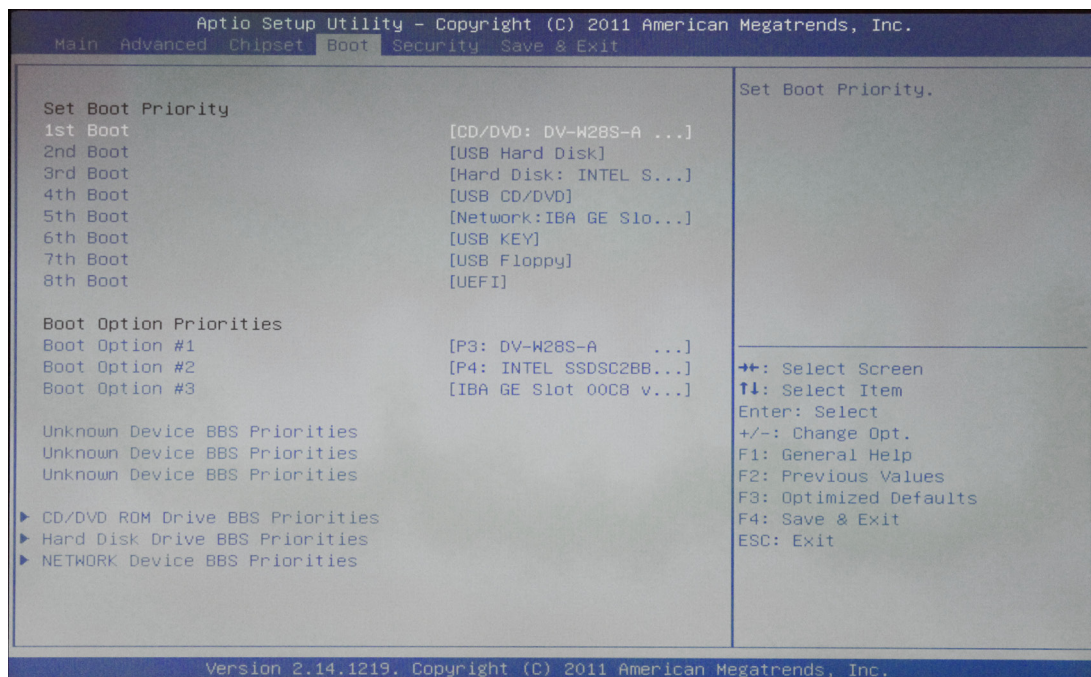 Aptio Setup Utility – Copyright (C) 2011 American Megatrends, Inc.
Main Advanced Chipset Boot Security Save & Exit
Set Boot Priority
1st Boot [CD/DVD: DV-W28S-A ...]
2nd Boot [USB Hard Disk]
3rd Boot [Hard Disk: INTEL S...]
4th Boot [USB CD/DVD]
5th Boot [Network:IBA GE Slo...]
6th Boot [USB KEY]
7th Boot [USB Floppy]
8th Boot [UEFI]
Boot Option Priorities
Boot Option #1 [P3: DV-W28S-A ...]
Boot Option #2 [P4: INTEL SSDSC2BB...]
Boot Option #3 [IBA GE Slot 00C8 v...]
Unknown Device BBS Priorities
Unknown Device BBS Priorities
Unknown Device BBS Priorities
CD/DVD ROM Drive BBS Priorities
Hard Disk Drive BBS Priorities
NETWORK Device BBS Priorities
Set Boot Priority.
→←: Select Screen
↑↓: Select Item
Enter: Select
+/-: Change Opt.
F1: General Help
F2: Previous Values
F3: Optimized Defaults
F4: Save & Exit
ESC: Exit
Version 2.14.1219. Copyright (C) 2011 American Megatrends, Inc.